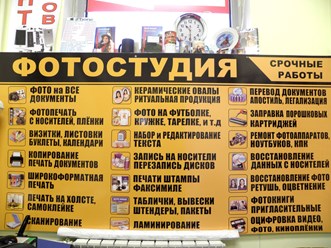 ФОТОСТУДИЯ
СРОЧНЫЕ
РАБОТЫ
ФОТО на ВСЕ
ДОКУМЕНТЫ
ФОТОПЕЧАТЬ
С НОСИТЕЛЕЙ, ПЛЁНКИ
ВИЗИТКИ, ЛИСТОВКИ
БУКЛЕТЫ, КАЛЕНДАРИ
КОПИРОВАНИЕ
ПЕЧАТЬ ДОКУМЕНТОВ
ШИРОКОФОРМАТНАЯ
ПЕЧАТЬ
ПЕЧАТЬ НА ХОЛСТЕ,
САМОКЛЕЙКЕ
СКАНИРОВАНИЕ
КЕРАМИЧЕСКИЕ ОВАЛЫ
РИТУАЛЬНАЯ ПРОДУКЦИЯ
ФОТО НА ФУТБОЛКЕ,
КРУЖКЕ, ТАРЕЛКЕ, И Т.Д
НАБОР И РЕДАКТИРОВАНИЕ
ТЕКСТА
ЗАПИСЬ НА НОСИТЕЛИ
ПЕРЕЗАПИСЬ ДИСКОВ
ПЕЧАТИ ШТАМПЫ
ФАКСИМИЛЕ
ТАБЛИЧКИ, ВЫВЕСКИ
ШТЕНДЕРЫ, ПАКЕТЫ
ЛАМИНИРОВАНИЕ
ПЕРЕВОД ДОКУМЕНТОВ
АПОСТИЛЬ, ЛЕГАЛИЗАЦИЯ
ЗАПРАВКА ПОРОШКОВЫХ
КАРТРИДЖЕЙ
РЕМОНТ ФОТОАППАРАТОВ,
НОУТБУКОВ, КПК
ВОССТАНОВЛЕНИЕ
ДАННЫХ С НОСИТЕЛЕЙ
ВОССТАНОВЛЕНИЕ ФОТО
РЕТУШЬ, ОЦВЕТНЕНИЕ
ФОТОКНИГИ
ПРИГЛАСИТЕЛЬНЫЕ
ОЦИФРОВКА ВИДЕО,
ФОТО, КИНОПЛЁНКИ